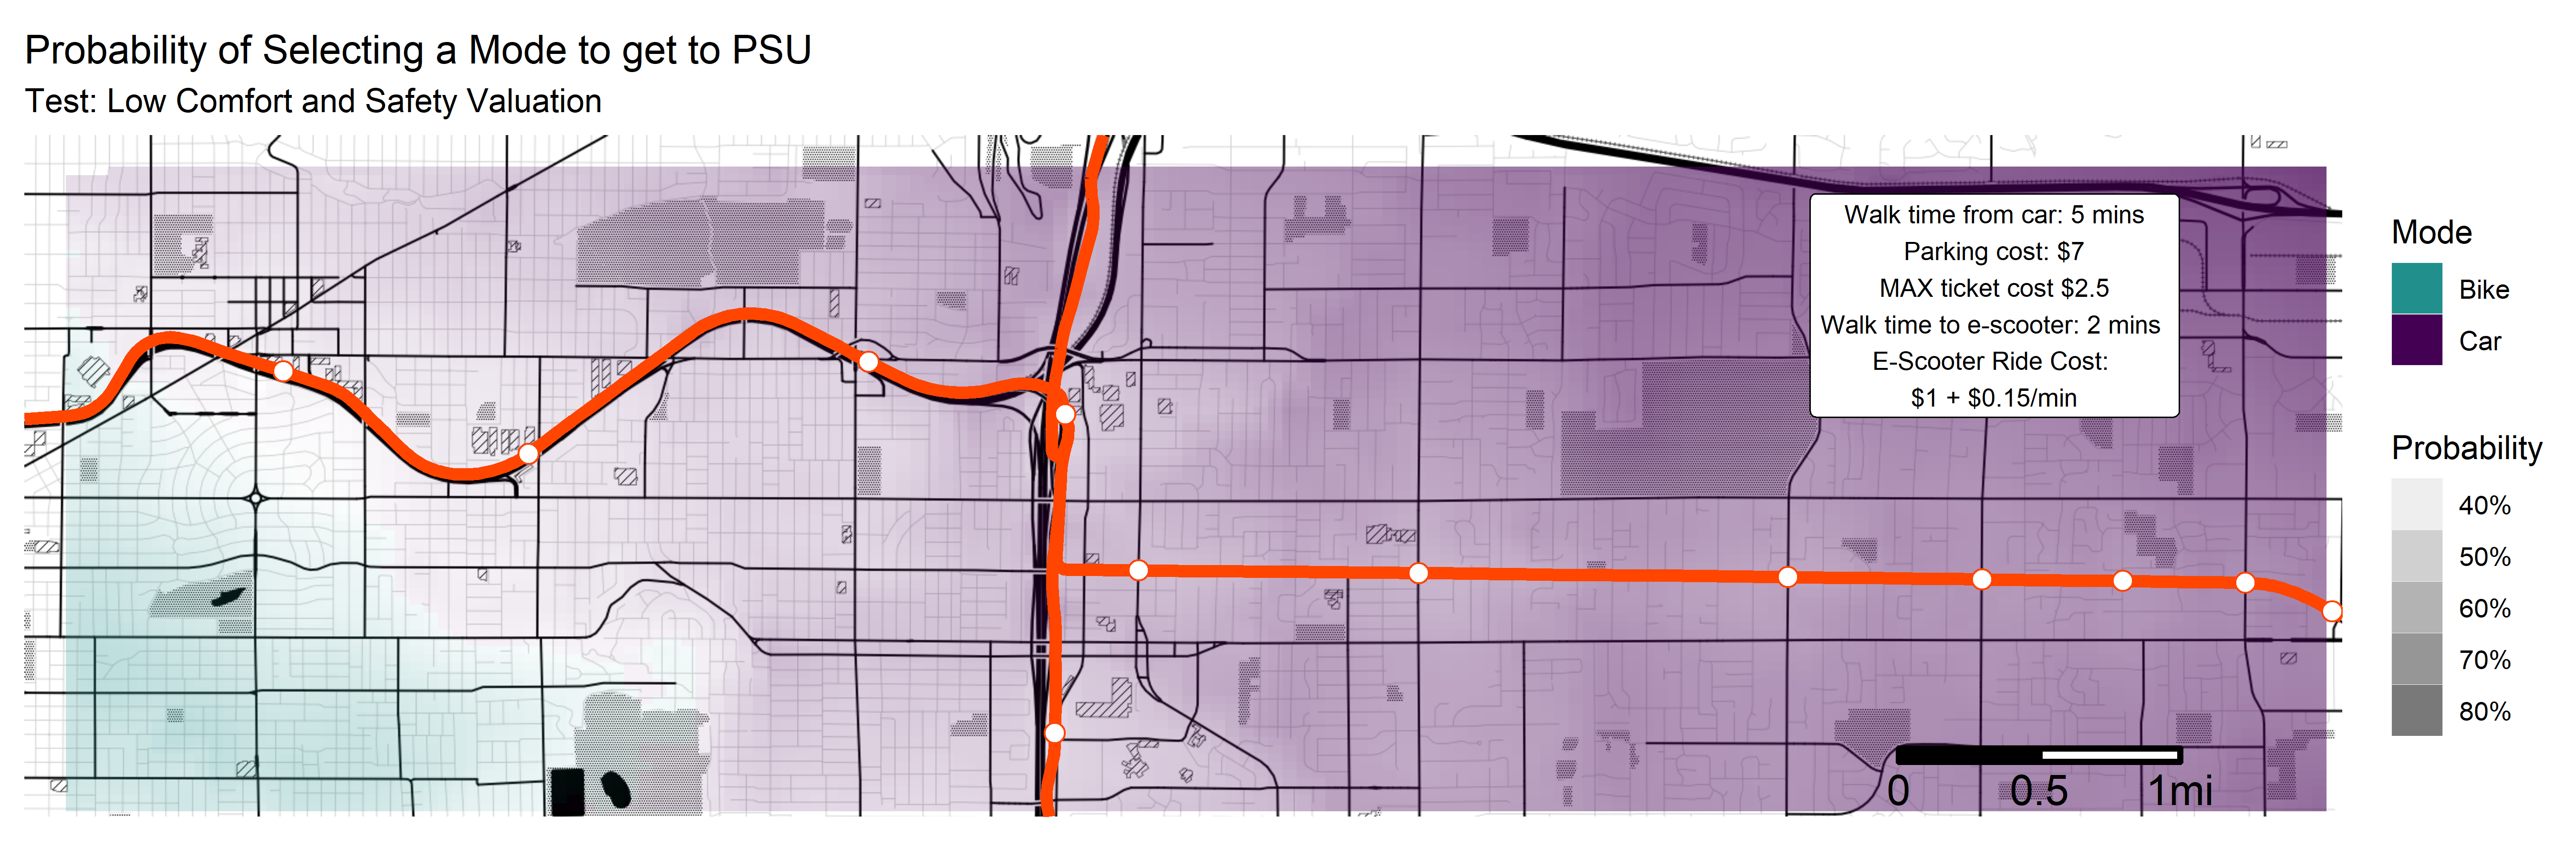 Probability of Selecting a Mode to get to PSU
Test: Low Comfort and Safety Valuation
Walk time from car: 5 mins
Parking cost: $7
MAX ticket cost $2.5
Walk time to e-scooter: 2 mins
E-Scooter Ride Cost:
$1 + $0.15/min
0 0.5 1mi
Mode
Bike
Car
Probability
40%
50%
60%
70%
80%